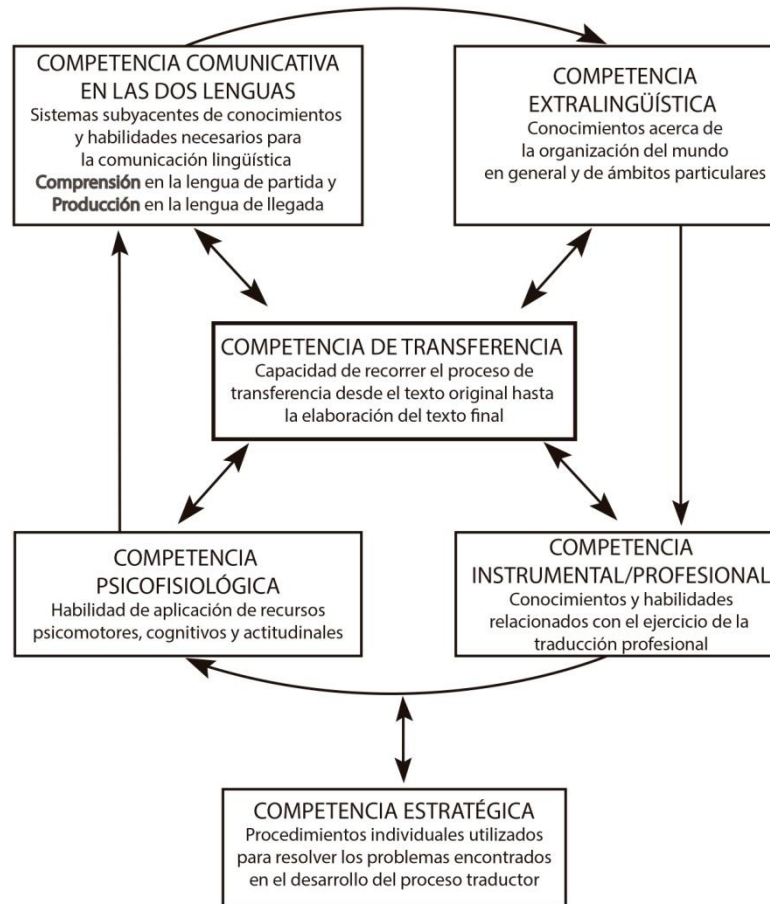 COMPETENCIA COMUNICATIVA
EN LAS DOS LENGUAS
Sistemas subyacentes de conocimientos
y habilidades necesarios para
la comunicación lingüística
Comprensión en la lengua de partida y
Producción en la lengua de llegada
COMPETENCIA
EXTRALINGÜÍSTICA
Conocimientos acerca de
la organización del mundo
en general y de ámbitos particulares
COMPETENCIA DE TRANSFERENCIA
Capacidad de recorrer el proceso de
transferencia desde el texto original hasta
la elaboración del texto final
COMPETENCIA
PSICOFISIOLÓGICA
Habilidad de aplicación de recursos
psicomotores, cognitivos y actitudinales
COMPETENCIA
INSTRUMENTAL/PROFESIONAL
Conocimientos y habilidades
relacionados con el ejercicio de la
traducción profesional
COMPETENCIA ESTRATÉGICA
Procedimientos individuales utilizados
para resolver los problemas encontrados
en el desarrollo del proceso traductor